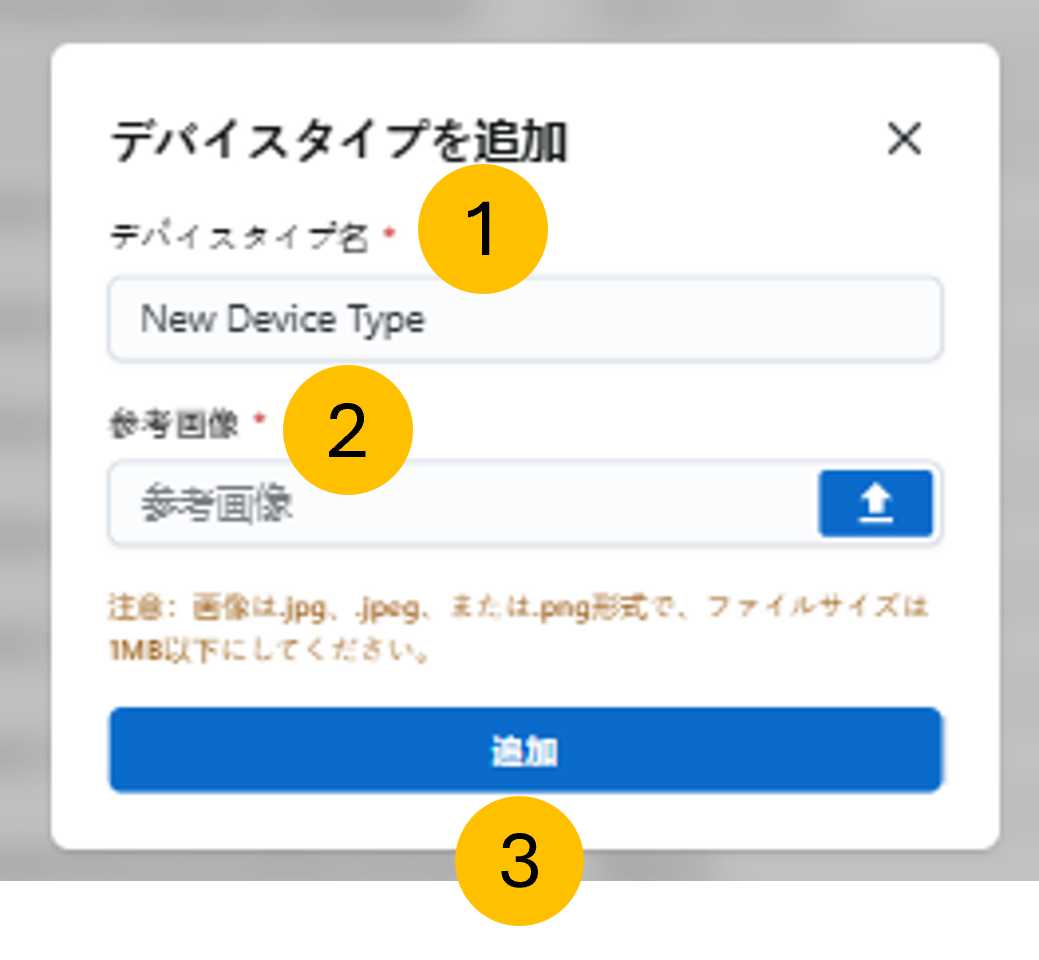 デバイスタイプを追加
デバイスタイプ名 *
1
New Device Type
参考画像 *
2
参考画像
注意：画像は.jpg、.jpeg、または.png形式で、ファイルサイズは
1MB以下にしてください。
追加
3